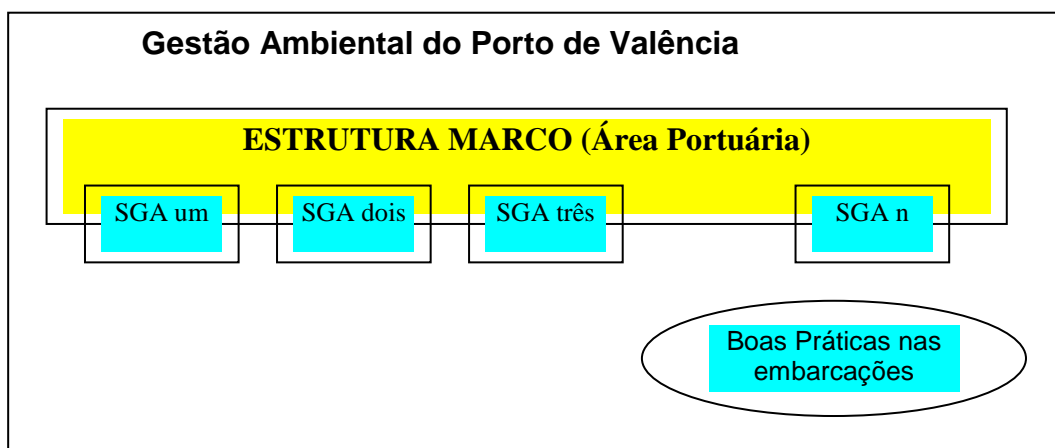 Gestão Ambiental do Porto de Valência
ESTRUTURA MARCO (Área Portuária)
SGA um
SGA dois
SGA três
SGA n
Boas Práticas nas
embarcações